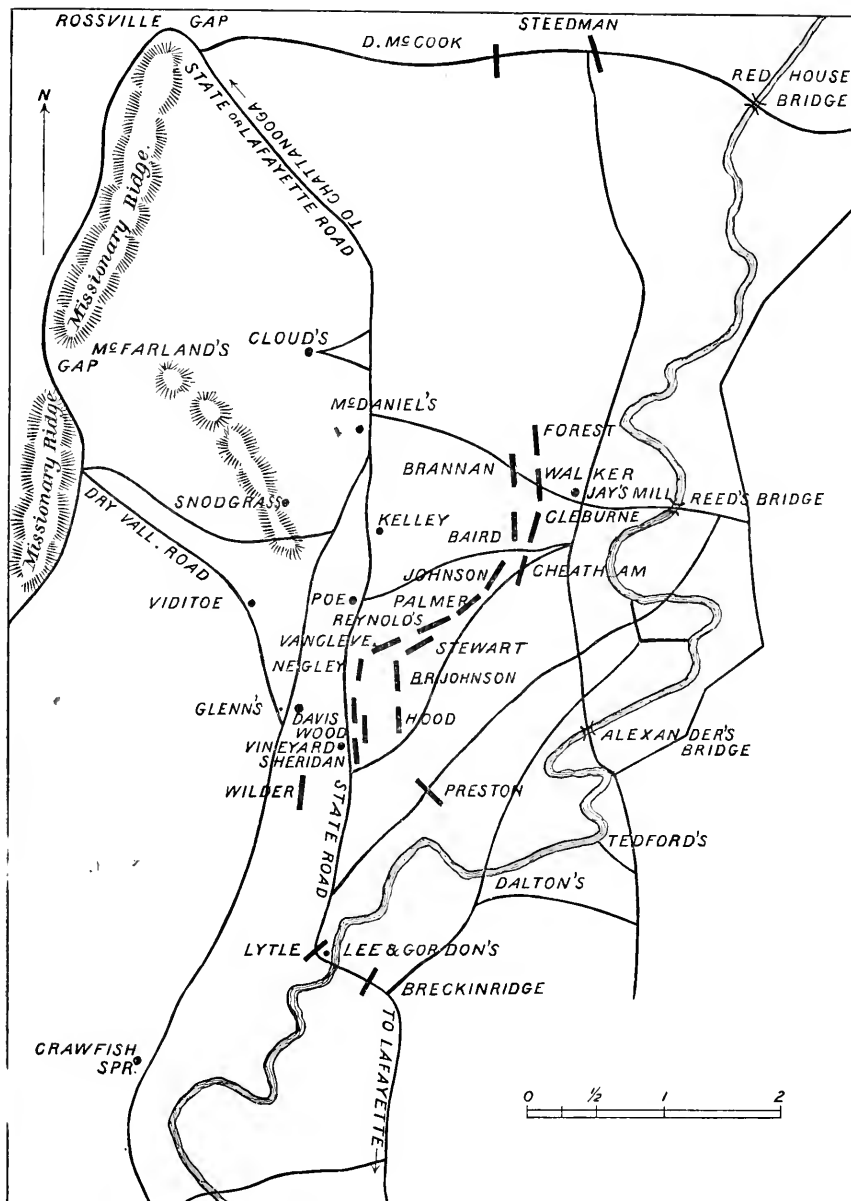 ROSSVILLE GAP
STEEDMAN
D. McCOOK
RED HOUSE
BRIDGE
N
STATE OR LAFAYETTE ROAD
TO CHATTANOOGA
Missionary Ridge.
CLOUD'S
McFARLAND'S
GAP
McDANIEL'S
Missionary Ridge
FOREST
BRANNAN
WALKER
JAY'S MILL
REED'S BRIDGE
SNODGRASS
CLEBURNE
KELLEY
BAIRD
DRY VALL. ROAD
JOHNSON
CHEATHAM
VIDITOE
POE
PALMER
REYNOLD'S
VANCLEVE
STEWART
NEGLEY
B.R. JOHNSON
GLENN'S
DAVIS
HOOD
WOOD
ALEXANDER'S
BRIDGE
VINEYARD
SHERIDAN
WILDER
PRESTON
STATE ROAD
TEDFORD'S
DALTON'S
LYTLE
LEE & GORDON'S
BRECKINRIDGE
TO LAFAYETTE
CRAWFISH
SPR.
0 1/2 1 2